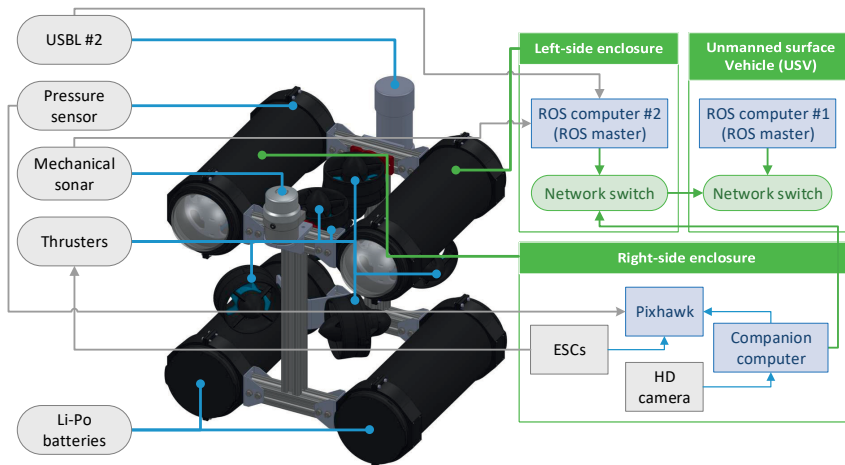 USBL #2
Pressure
sensor
Mechanical
sonar
Thrusters
Li-Po
batteries
Left-side enclosure
ROS computer #2
(ROS master)
Network switch
Unmanned surface
Vehicle (USV)
ROS computer #1
(ROS master)
Network switch
Right-side enclosure
Pixhawk
ESCs
Companion
computer
HD
camera